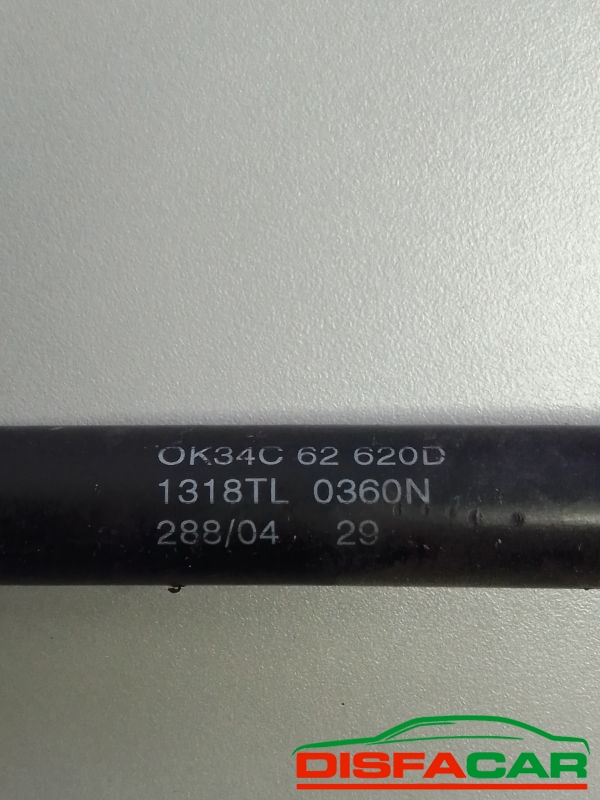 OK34C 62 620D
1318TL 0360N
288/04 29
DISFACAR